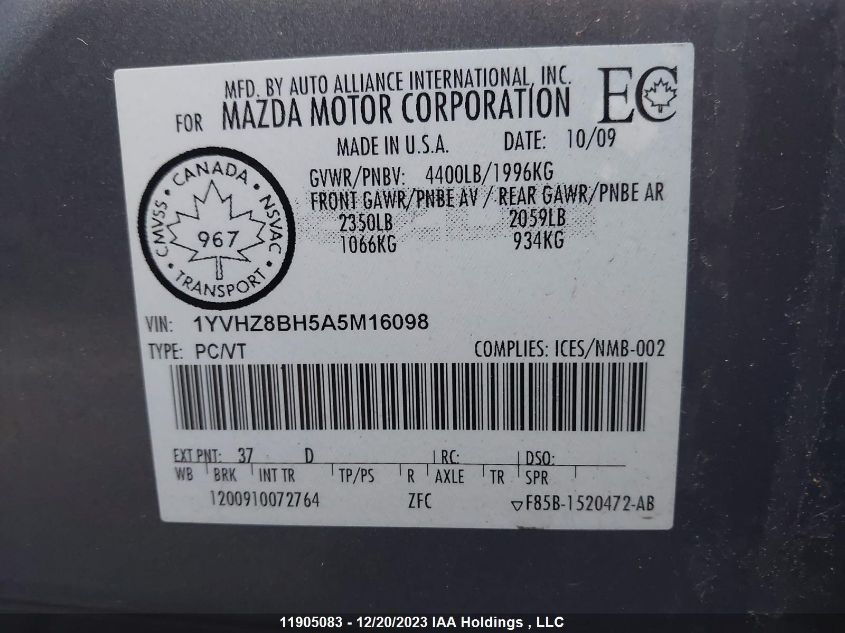 MFD. BY AUTO ALLIANCE INTERNATIONAL, INC.
FOR MAZDA MOTOR CORPORATION
EC
MADE IN U.S.A. DATE: 10/09
GVWR/PNBV: 4400LB/1996KG
FRONT GAWR/PNBE AV / REAR GAWR/PNBE AR
2350LB 2059LB
1066KG 934KG
CANADA
CMVSS 967 NSVAC
TRANSPORT
VIN: 1YVHZ8BH5A5M16098
TYPE: PC/VT COMPLIES: ICES/NMB-002
EXT PNT: 37 D RC: DSO:
WB BRK INT TR TP/PS R AXLE TR SPR
1200910072764 ZFC F85B-1520472-AB
11905083 - 12/20/2023 IAA Holdings , LLC